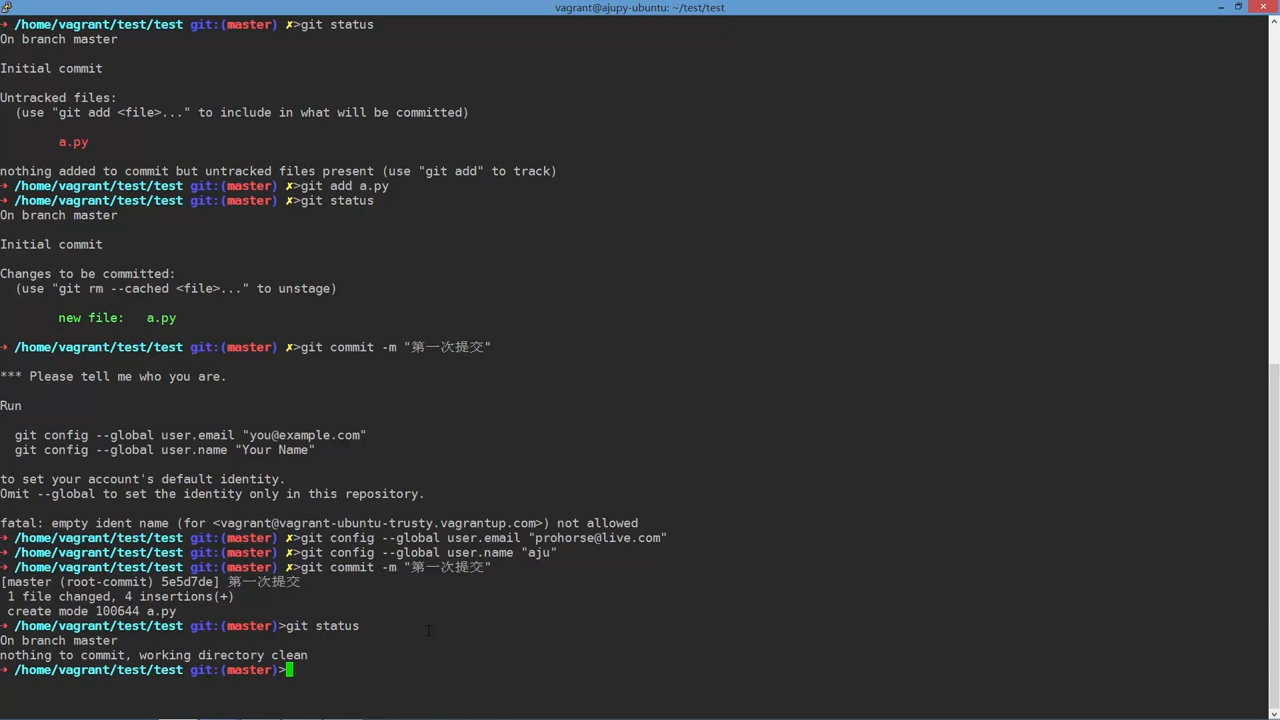 vagrant@ajupy-ubuntu: ~/test/test
→ /home/vagrant/test/test git:(master) ✗>git status
On branch master
Initial commit
Untracked files:
(use "git add <file>..." to include in what will be committed)
a.py
nothing added to commit but untracked files present (use "git add" to track)
→ /home/vagrant/test/test git:(master) ✗>git add a.py
→ /home/vagrant/test/test git:(master) ✗>git status
On branch master
Initial commit
Changes to be committed:
(use "git rm --cached <file>..." to unstage)
new file:   a.py
→ /home/vagrant/test/test git:(master) ✗>git commit -m "第一次提交"
*** Please tell me who you are.
Run
git config --global user.email "you@example.com"
git config --global user.name "Your Name"
to set your account's default identity.
Omit --global to set the identity only in this repository.
fatal: empty ident name (for <vagrant@vagrant-ubuntu-trusty.vagrantup.com>) not allowed
→ /home/vagrant/test/test git:(master) ✗>git config --global user.email "prohorse@live.com"
→ /home/vagrant/test/test git:(master) ✗>git config --global user.name "aju"
→ /home/vagrant/test/test git:(master) ✗>git commit -m "第一次提交"
[master (root-commit) 5e5d7de] 第一次提交
1 file changed, 4 insertions(+)
create mode 100644 a.py
→ /home/vagrant/test/test git:(master)>git status
On branch master
nothing to commit, working directory clean
→ /home/vagrant/test/test git:(master)>